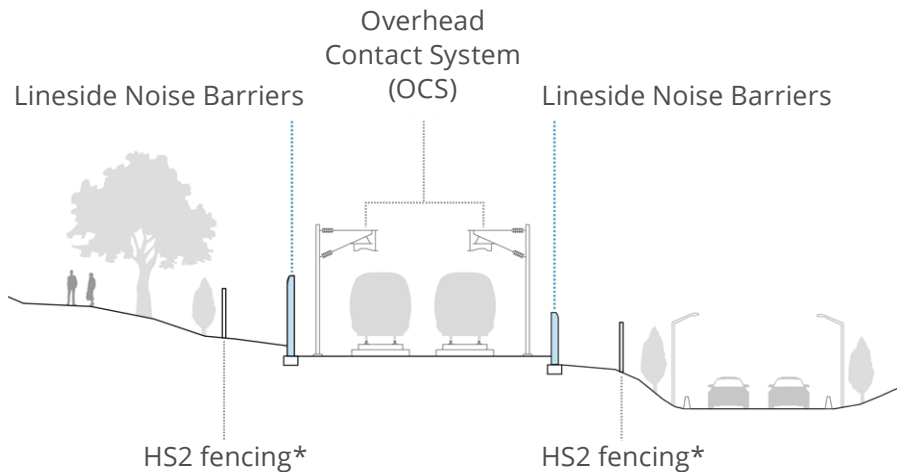 Overhead
Contact System
(OCS)
Lineside Noise Barriers
Lineside Noise Barriers
HS2 fencing*
HS2 fencing*